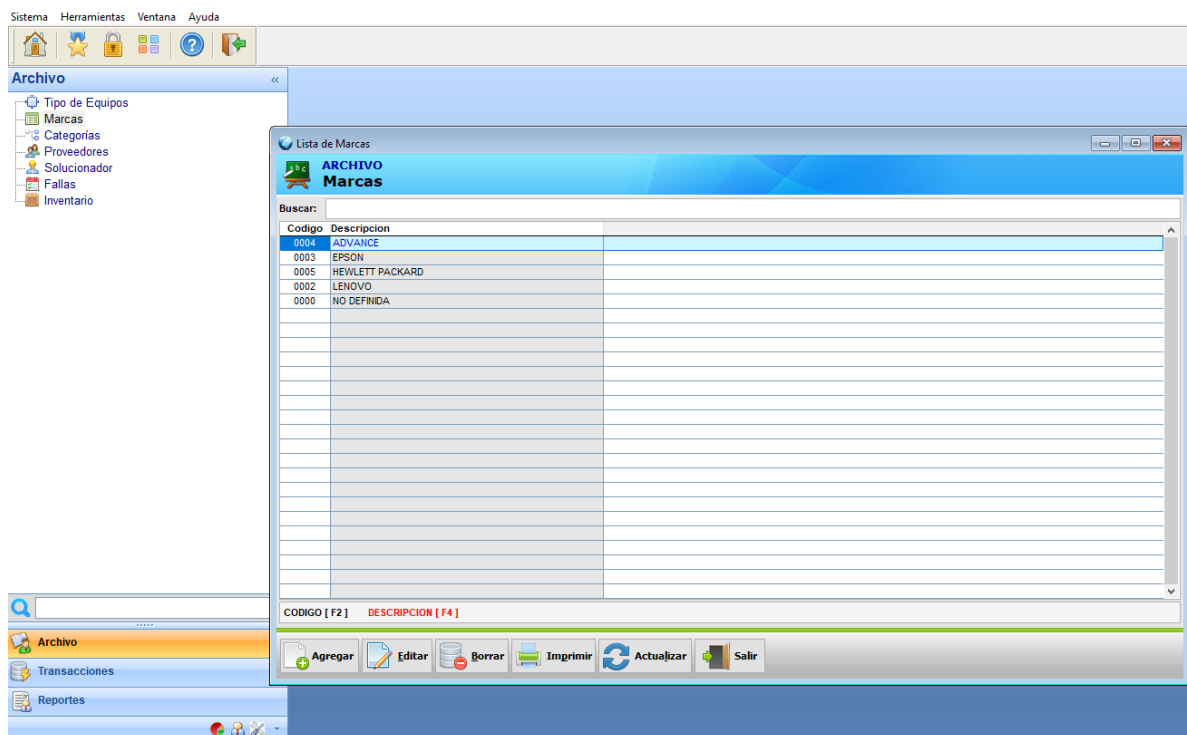 Sistema Herramientas Ventana Ayuda
Archivo
Tipo de Equipos
Marcas
Categorías
Proveedores
Solucionador
Fallas
Inventario
Lista de Marcas
ARCHIVO
Marcas
Buscar:
Codigo Descripcion
0004 ADVANCE
0003 EPSON
0005 HEWLETT PACKARD
0002 LENOVO
0000 NO DEFINIDA
CODIGO [ F2 ] DESCRIPCION [ F4 ]
Agregar Editar Borrar Imprimir Actualizar Salir
Archivo
Transacciones
Reportes